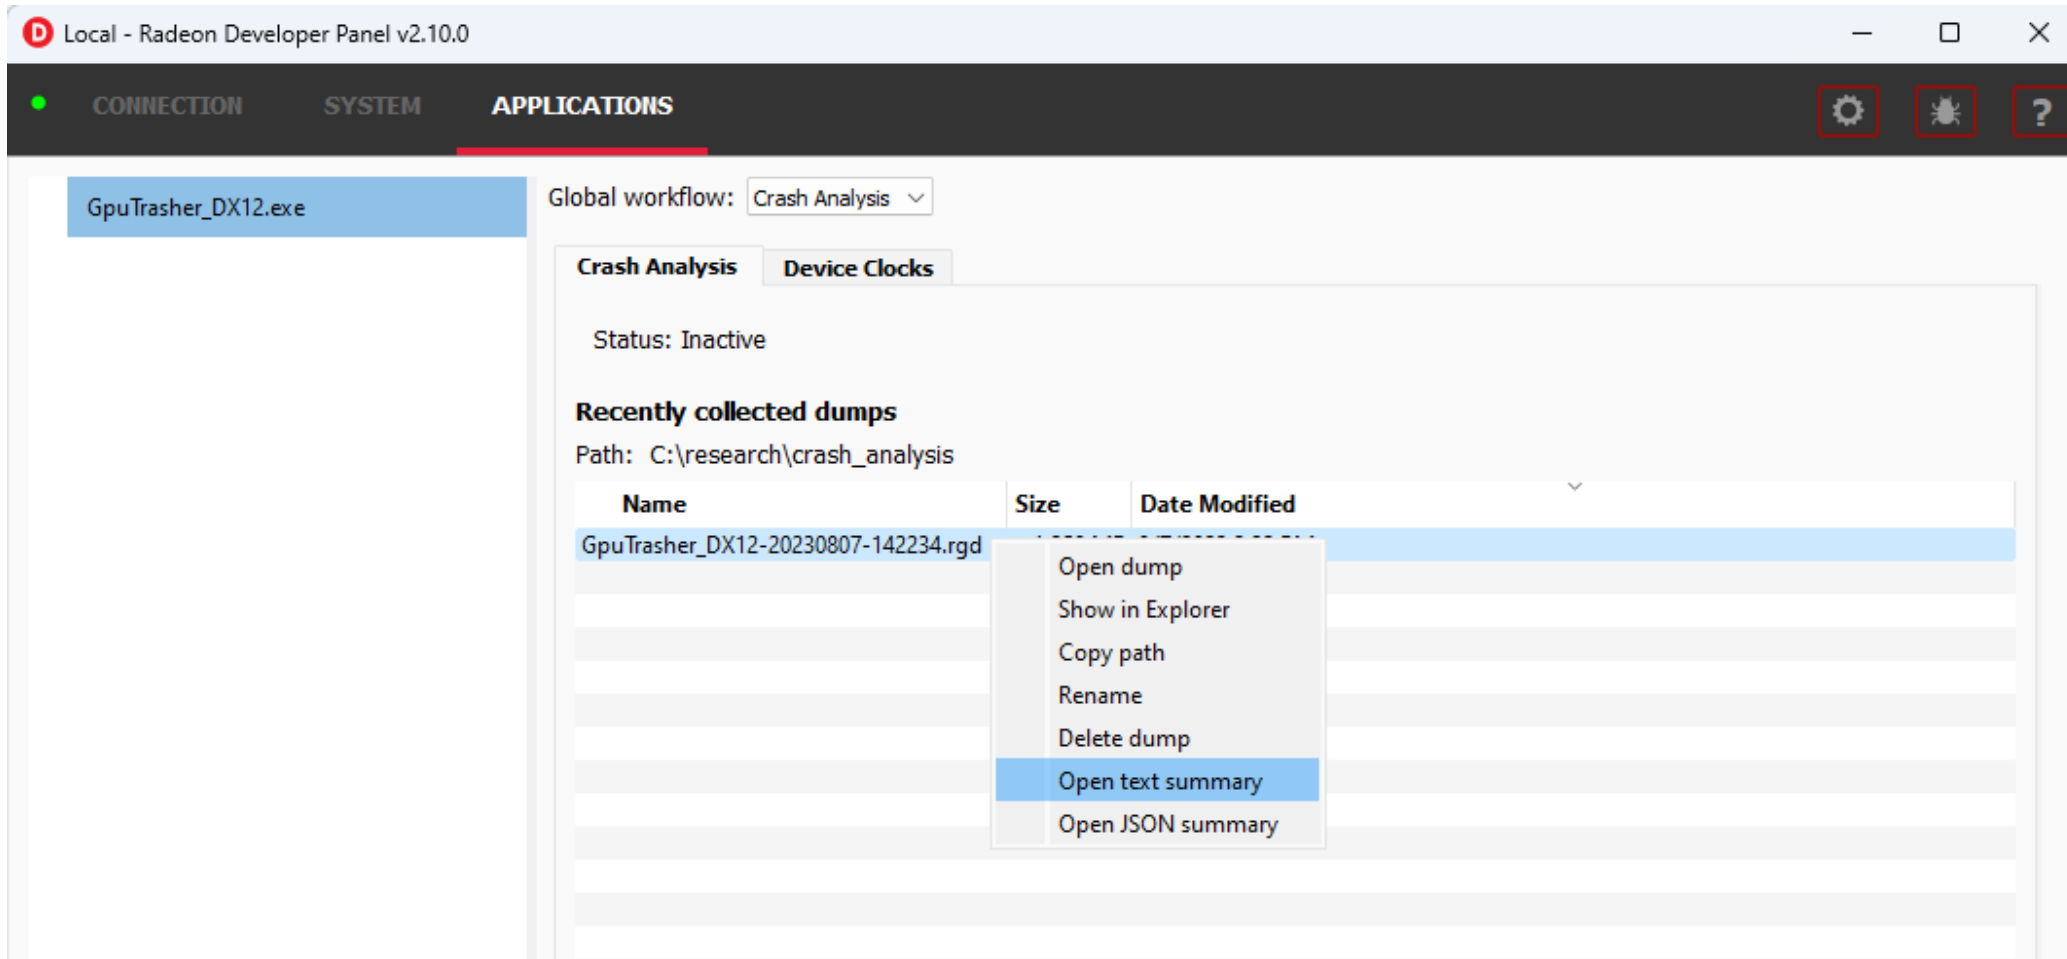 D Local - Radeon Developer Panel v2.10.0
CONNECTION SYSTEM APPLICATIONS ?
GpuTrasher_DX12.exe
Global workflow: Crash Analysis
Crash Analysis Device Clocks
Status: Inactive
Recently collected dumps
Path: C:\research\crash_analysis
Name Size Date Modified
GpuTrasher_DX12-20230807-142234.rgd
Open dump
Show in Explorer
Copy path
Rename
Delete dump
Open text summary
Open JSON summary